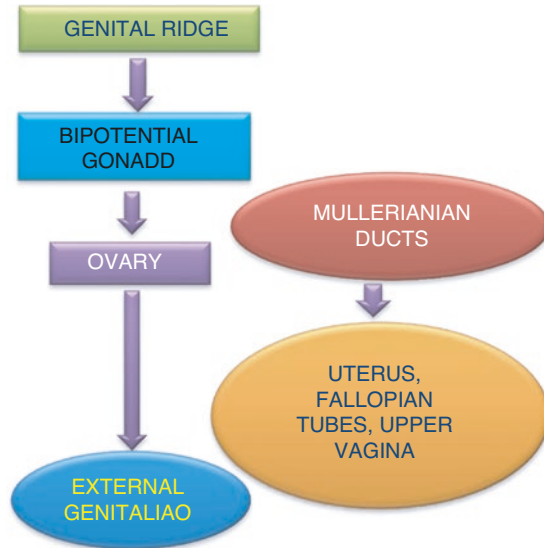 GENITAL RIDGE
BIPOTENTIAL
GONADD
OVARY
EXTERNAL
GENITALIAO
MULLERIANIAN
DUCTS
UTERUS,
FALLOPIAN
TUBES, UPPER
VAGINA